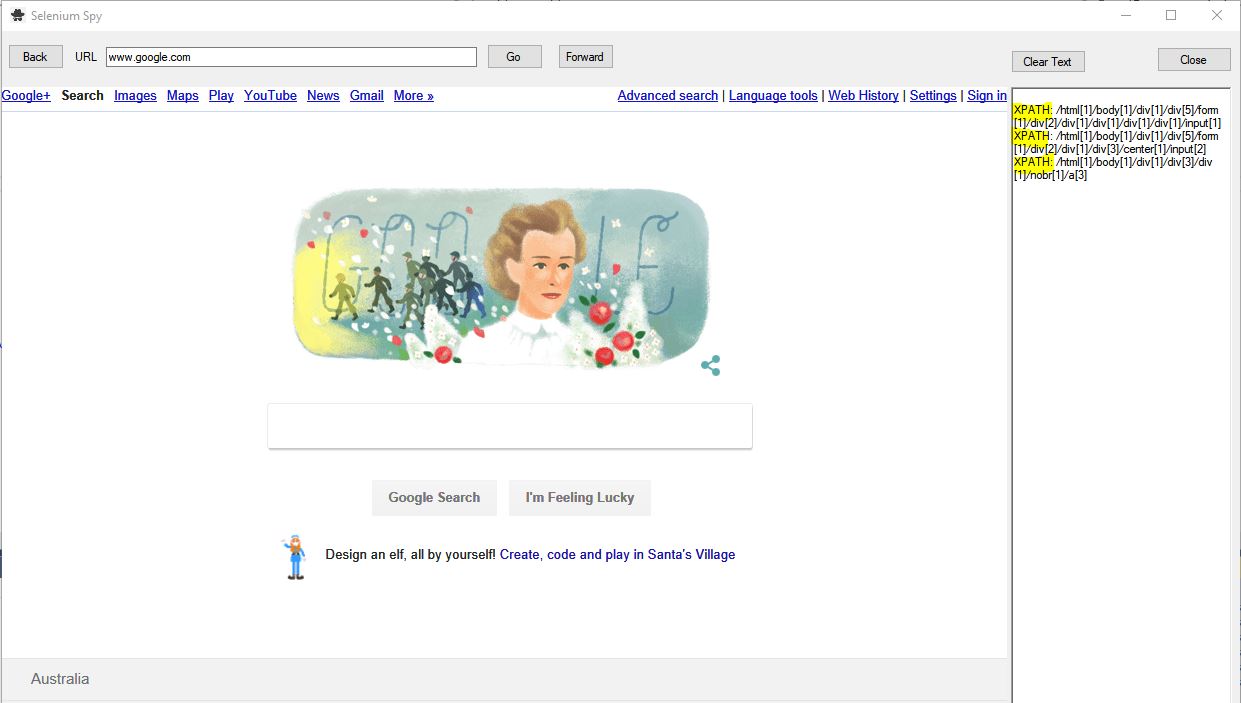 Selenium Spy
Back URL www.google.com Go Forward Clear Text Close
Google+ Search Images Maps Play YouTube News Gmail More » Advanced search | Language tools | Web History | Settings | Sign in
XPATH: /html[1]/body[1]/div[1]/div[5]/form
[1]/div[2]/div[1]/div[1]/div[1]/div[1]/input[1]
XPATH: /html[1]/body[1]/div[1]/div[5]/form
[1]/div[2]/div[1]/div[3]/center[1]/input[2]
XPATH: /html[1]/body[1]/div[1]/div[3]/div
[1]/nobr[1]/a[3]
Google Search I'm Feeling Lucky
Design an elf, all by yourself! Create, code and play in Santa's Village
Australia